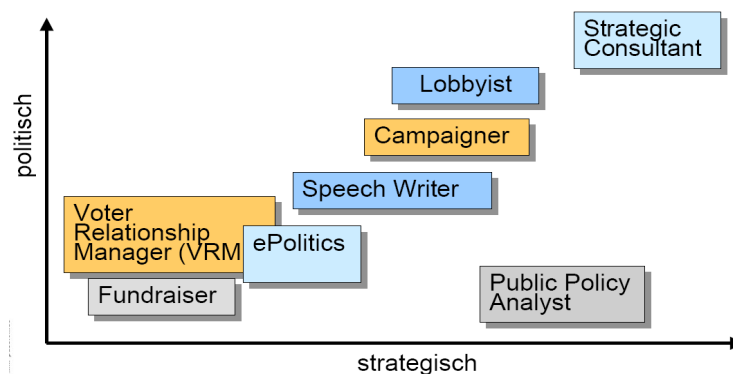 Strategic
Consultant
Lobbyist
politisch
Campaigner
Speech Writer
Voter
Relationship
Manager (VRM
ePolitics
Fundraiser
Public Policy
Analyst
strategisch